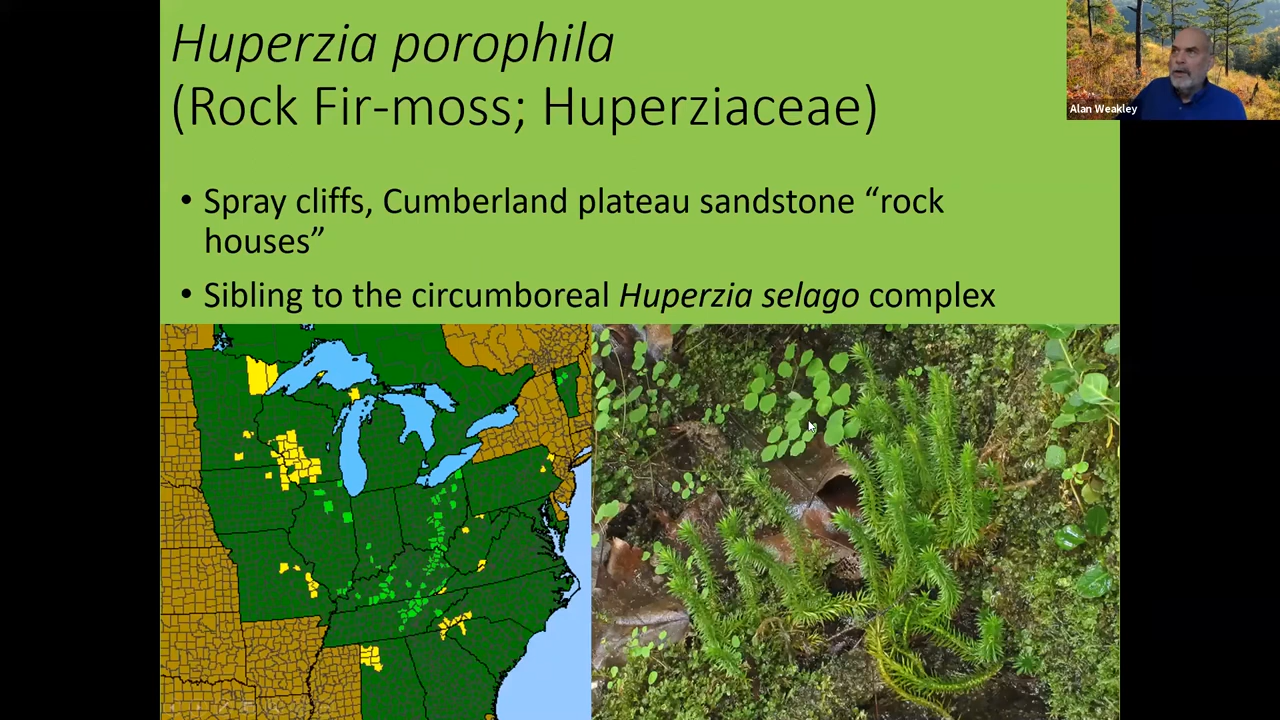 Huperzia porophila
(Rock Fir-moss; Huperziaceae)
Alan Weakley
• Spray cliffs, Cumberland plateau sandstone “rock
houses”
• Sibling to the circumboreal Huperzia selago complex